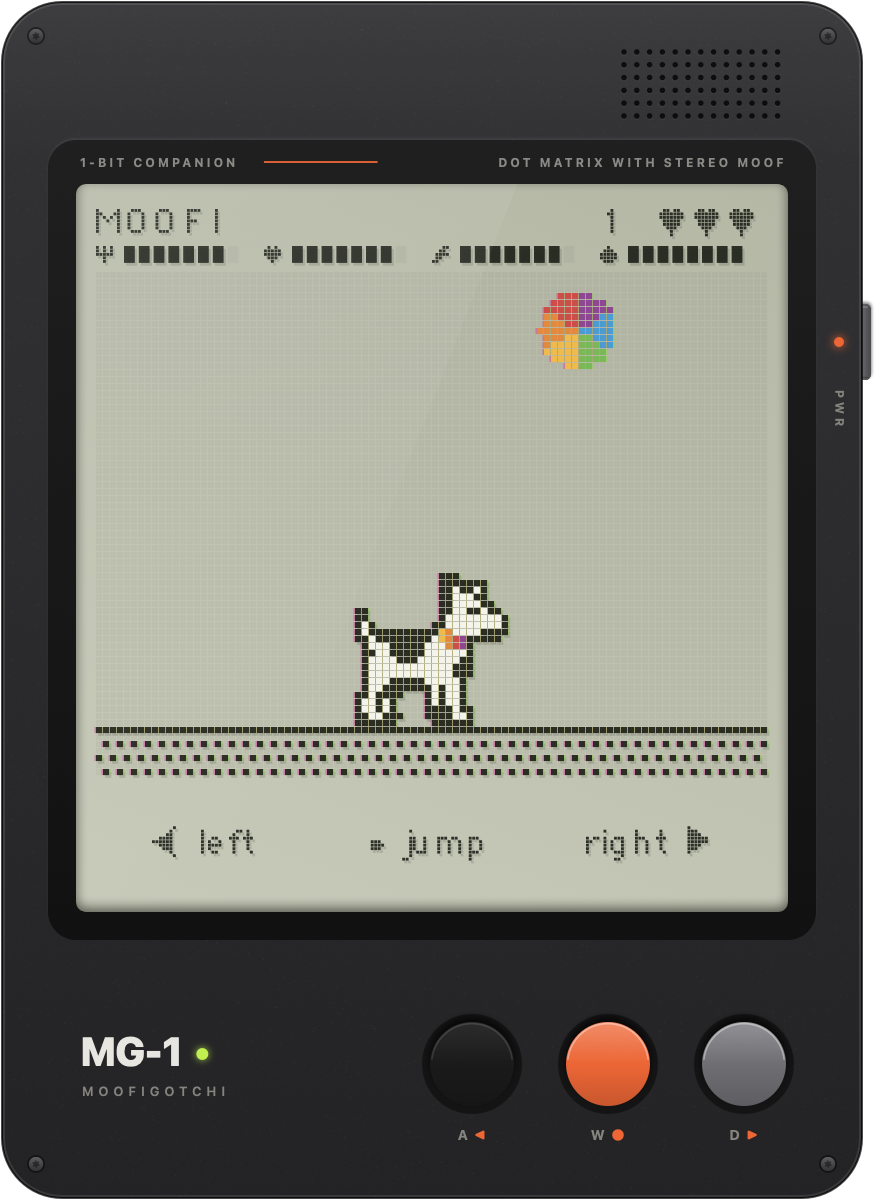 1-BIT COMPANION DOT MATRIX WITH STEREO MOOF
MOOFI 1
PWR
left jump right
MG-1
MOOFIGOTCHI
A W D